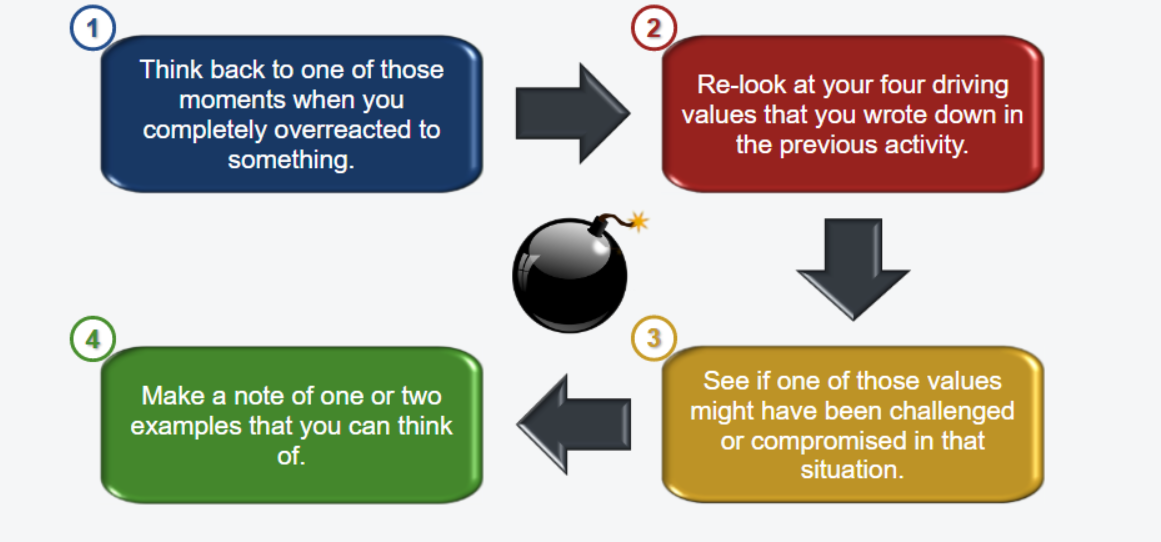 1
Think back to one of those
moments when you
completely overreacted to
something.
2
Re-look at your four driving
values that you wrote down in
the previous activity.
3
See if one of those values
might have been challenged
or compromised in that
situation.
4
Make a note of one or two
examples that you can think
of.